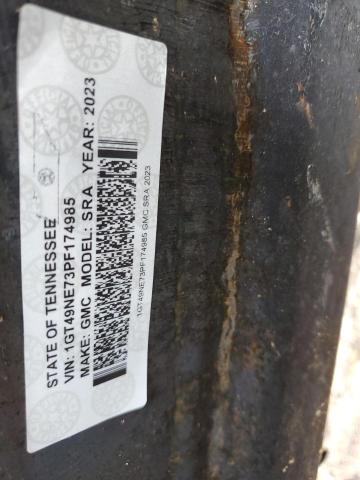 STATE OF TENNESSEE
VIN: 1GT49NE73PF174985
MAKE: GMC MODEL: SRA YEAR: 2023
1GT49NE73PF174985 GMC SRA 2023